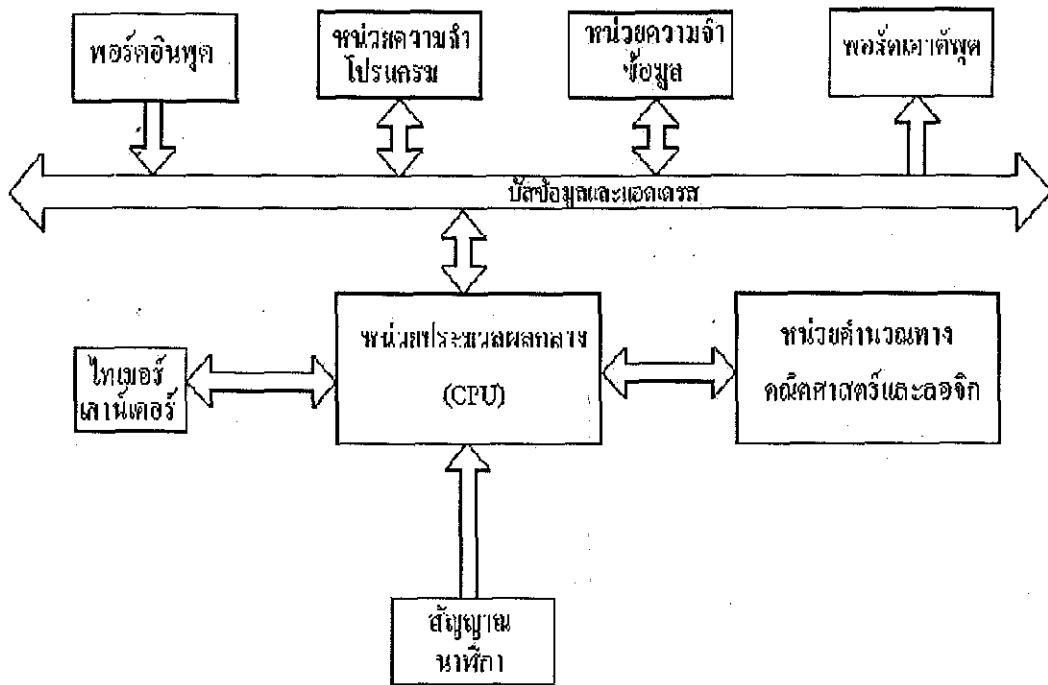 พอร์ตอินพุต
หน่วยความจำ
โปรแกรม
หน่วยความจำ
ข้อมูล
พอร์ตเอาต์พุต
บัสข้อมูลและแอดเดรส
หน่วยประมวลผลกลาง
(CPU)
หน่วยคำนวณทาง
คณิตศาสตร์และลอจิก
ไทเมอร์
เคาน์เตอร์
สัญญาณ
นาฬิกา